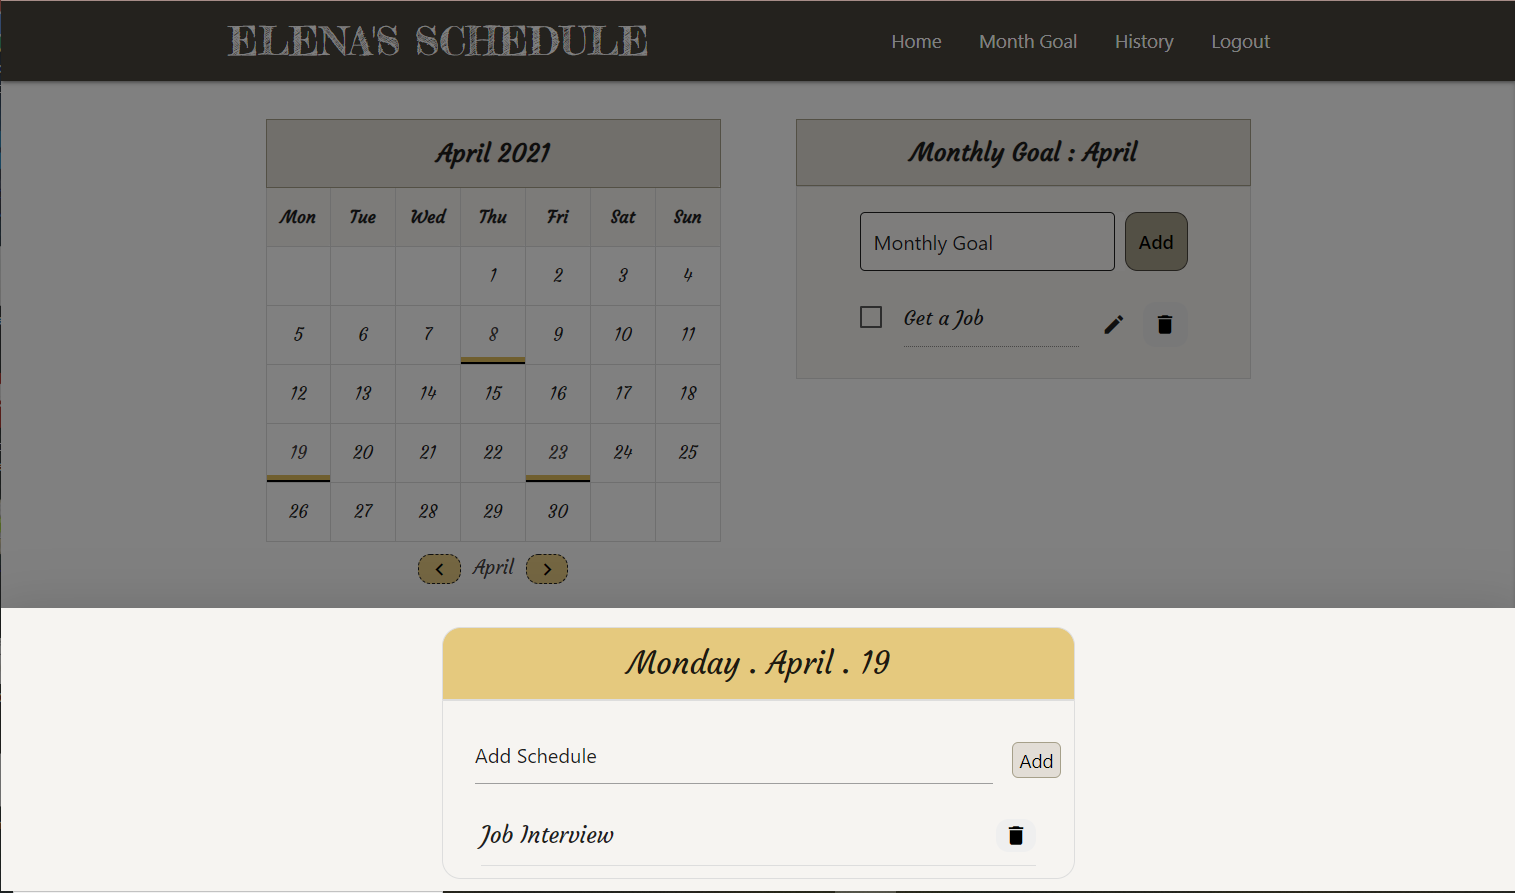 ELENA'S SCHEDULE
Home Month Goal History Logout
April 2021
Mon Tue Wed Thu Fri Sat Sun
1 2 3 4
5 6 7 8 9 10 11
12 13 14 15 16 17 18
19 20 21 22 23 24 25
26 27 28 29 30
April
Monthly Goal : April
Monthly Goal Add
Get a Job
Monday . April . 19
Add Schedule Add
Job Interview